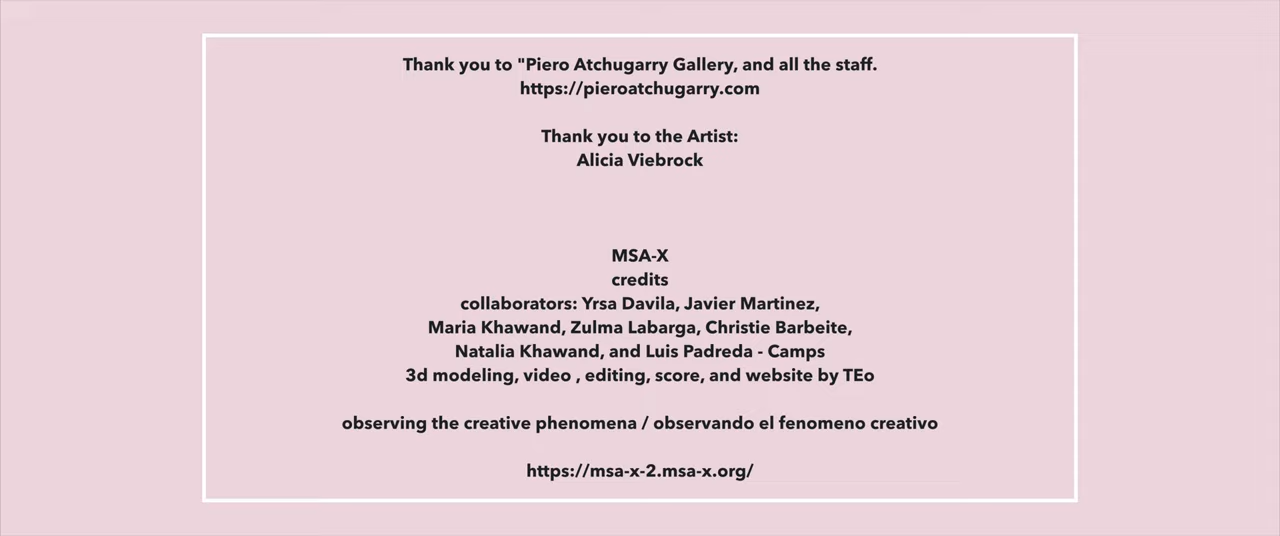 Thank you to "Piero Atchugarry Gallery, and all the staff.
https://pieroatchugarry.com
Thank you to the Artist:
Alicia Viebrock
MSA-X
credits
collaborators: Yrsa Davila, Javier Martinez,
Maria Khawand, Zulma Labarga, Christie Barbeite,
Natalia Khawand, and Luis Padreda - Camps
3d modeling, video , editing, score, and website by TEo
observing the creative phenomena / observando el fenomeno creativo
https://msa-x-2.msa-x.org/